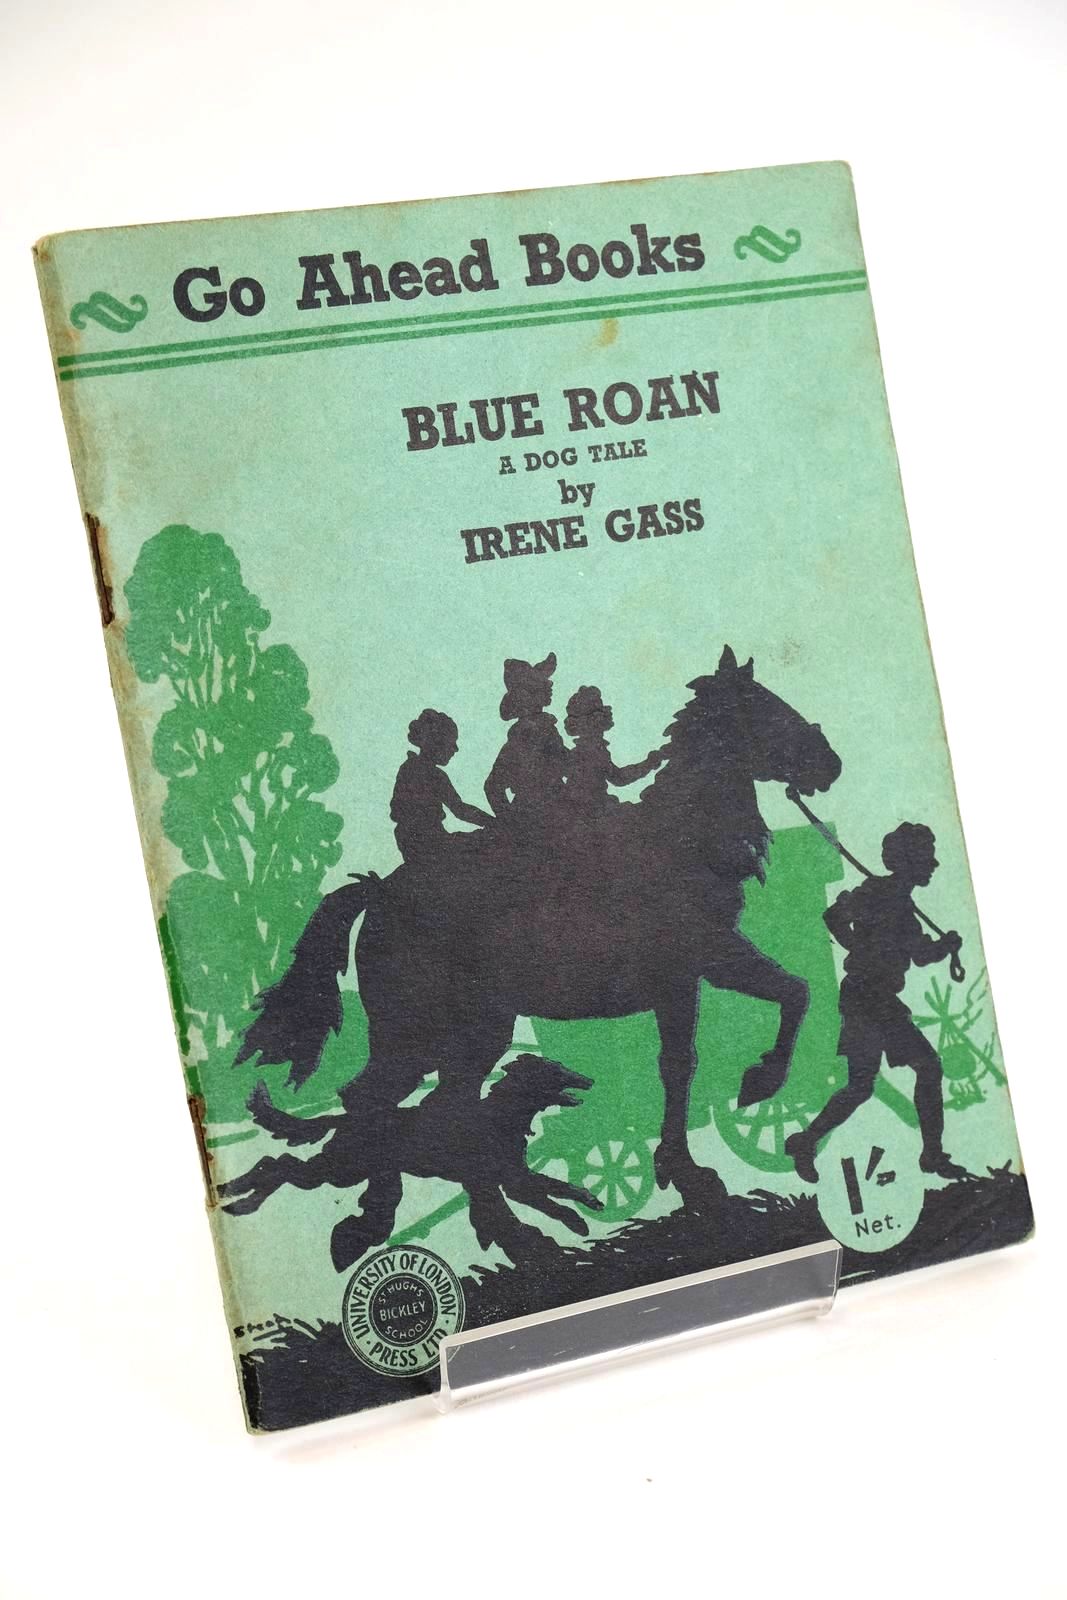 Go Ahead Books
BLUE ROAN
A DOG TALE
by
IRENE GASS
1/-
Net.
UNIVERSITY OF LONDON
PRESS LTD
ST HUGH'S
BICKLEY
SCHOOL